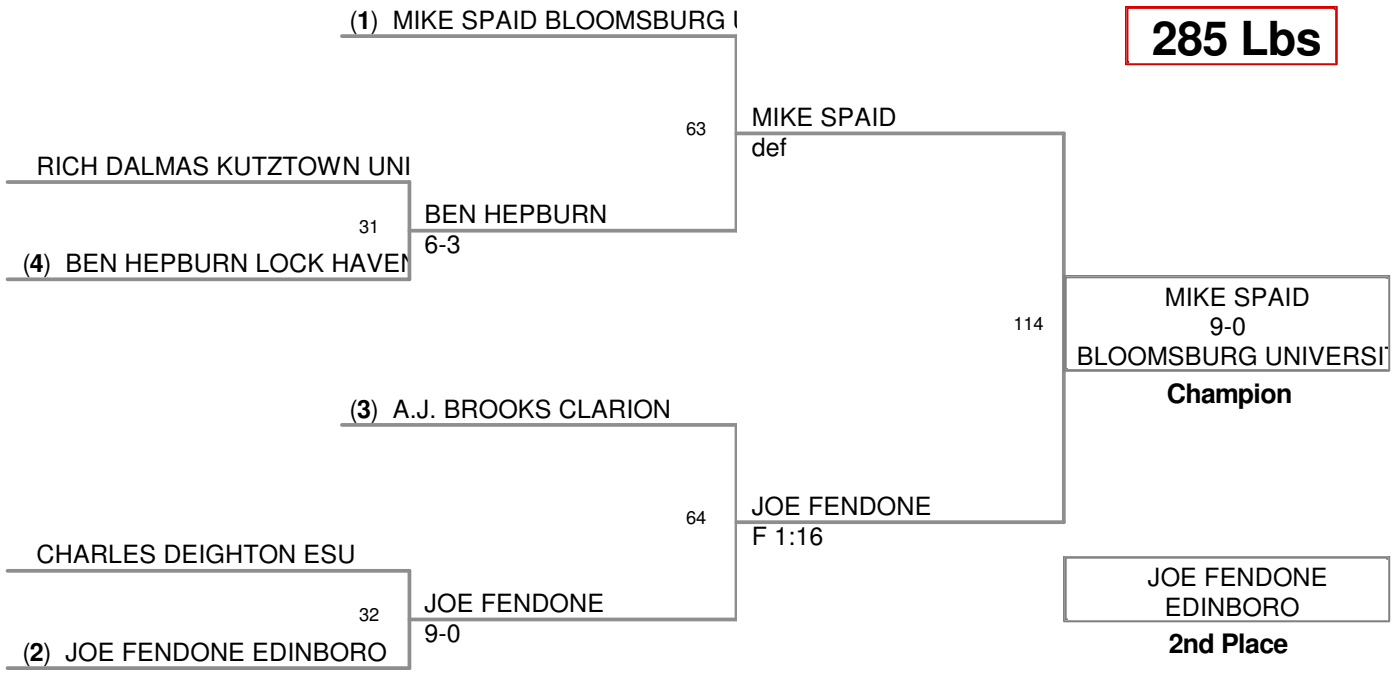 (1) MIKE SPAID BLOOMSBURG
285 Lbs
63
MIKE SPAID
def
RICH DALMAS KUTZTOWN UNI
31
BEN HEPBURN
6-3
(4) BEN HEPBURN LOCK HAVEN
114
MIKE SPAID
9-0
BLOOMSBURG UNIVERSIT
Champion
(3) A.J. BROOKS CLARION
64
JOE FENDONE
F 1:16
CHARLES DEIGHTON ESU
32
JOE FENDONE
9-0
(2) JOE FENDONE EDINBORO
JOE FENDONE
EDINBORO
2nd Place